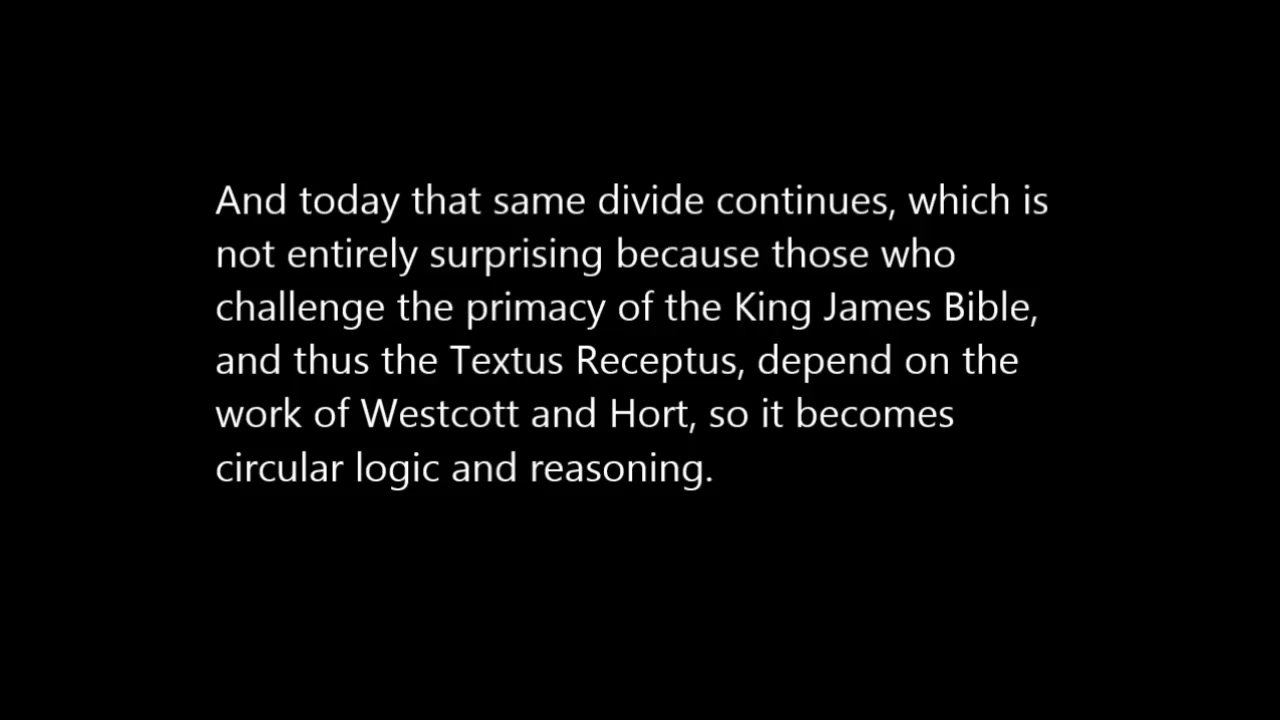 And today that same divide continues, which is
not entirely surprising because those who
challenge the primacy of the King James Bible,
and thus the Textus Receptus, depend on the
work of Westcott and Hort, so it becomes
circular logic and reasoning.